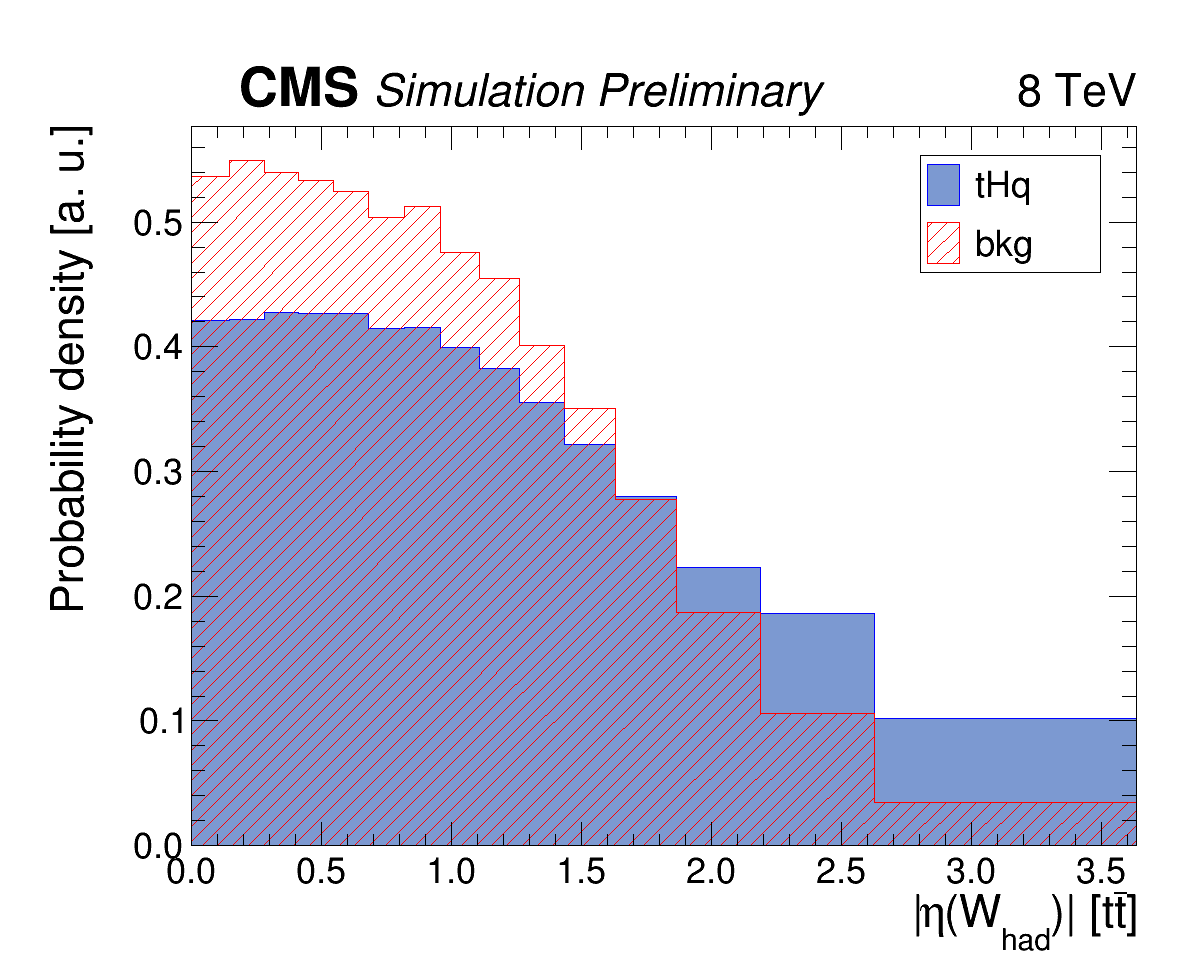 CMS Simulation Preliminary 8 TeV
Probability density [a. u.]
tHq
bkg
0.5
0.4
0.3
0.2
0.1
0.0
0.0 0.5 1.0 1.5 2.0 2.5 3.0 3.5
|η(W_had)| [tt̄]